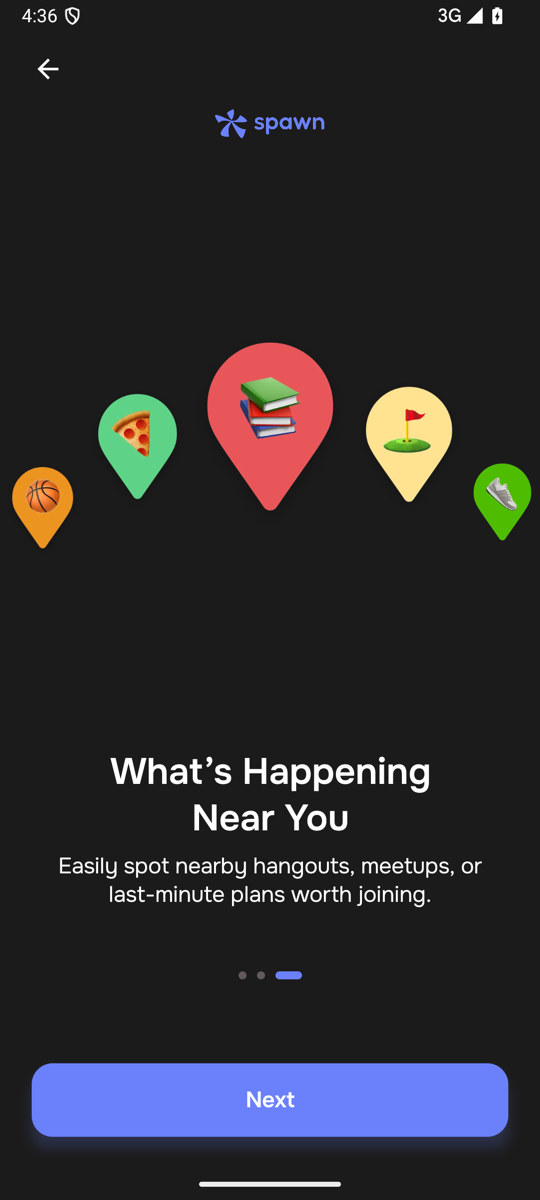 4:36
3G
spawn
What’s Happening
Near You
Easily spot nearby hangouts, meetups, or
last-minute plans worth joining.
Next